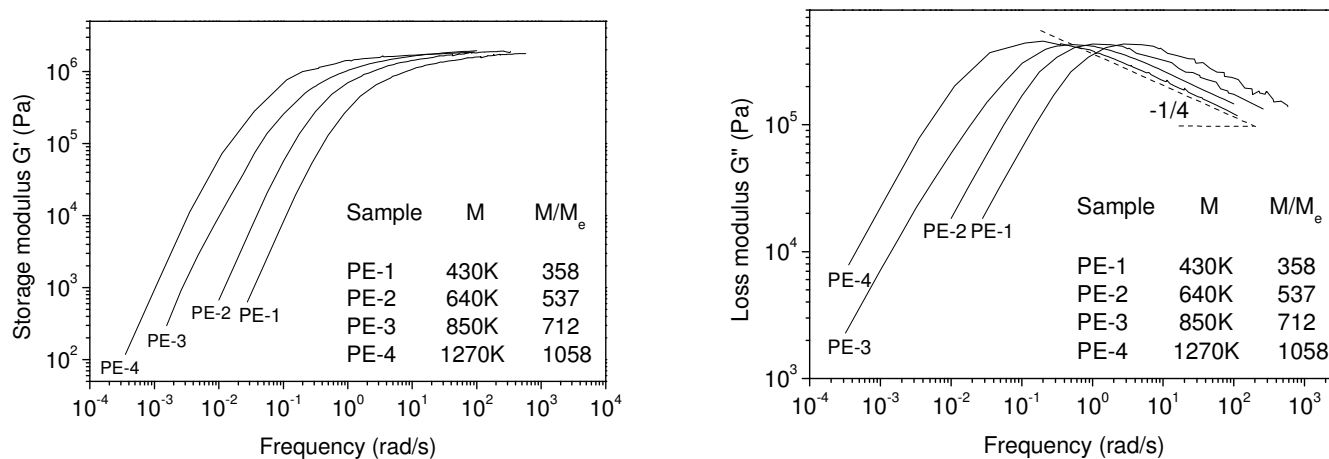 Storage modulus G' (Pa)
10^6
10^5
10^4
10^3
10^2
Sample M M/M_e
PE-1 430K 358
PE-2 640K 537
PE-3 850K 712
PE-4 1270K 1058
PE-2
PE-1
PE-3
PE-4
10^-4 10^-3 10^-2 10^-1 10^0 10^1 10^2 10^3 10^4
Frequency (rad/s)
Loss modulus G" (Pa)
10^5
10^4
10^3
-1/4
Sample M M/M_e
PE-1 430K 358
PE-2 640K 537
PE-3 850K 712
PE-4 1270K 1058
PE-2 PE-1
PE-4
PE-3
10^-4 10^-3 10^-2 10^-1 10^0 10^1 10^2 10^3
Frequency (rad/s)